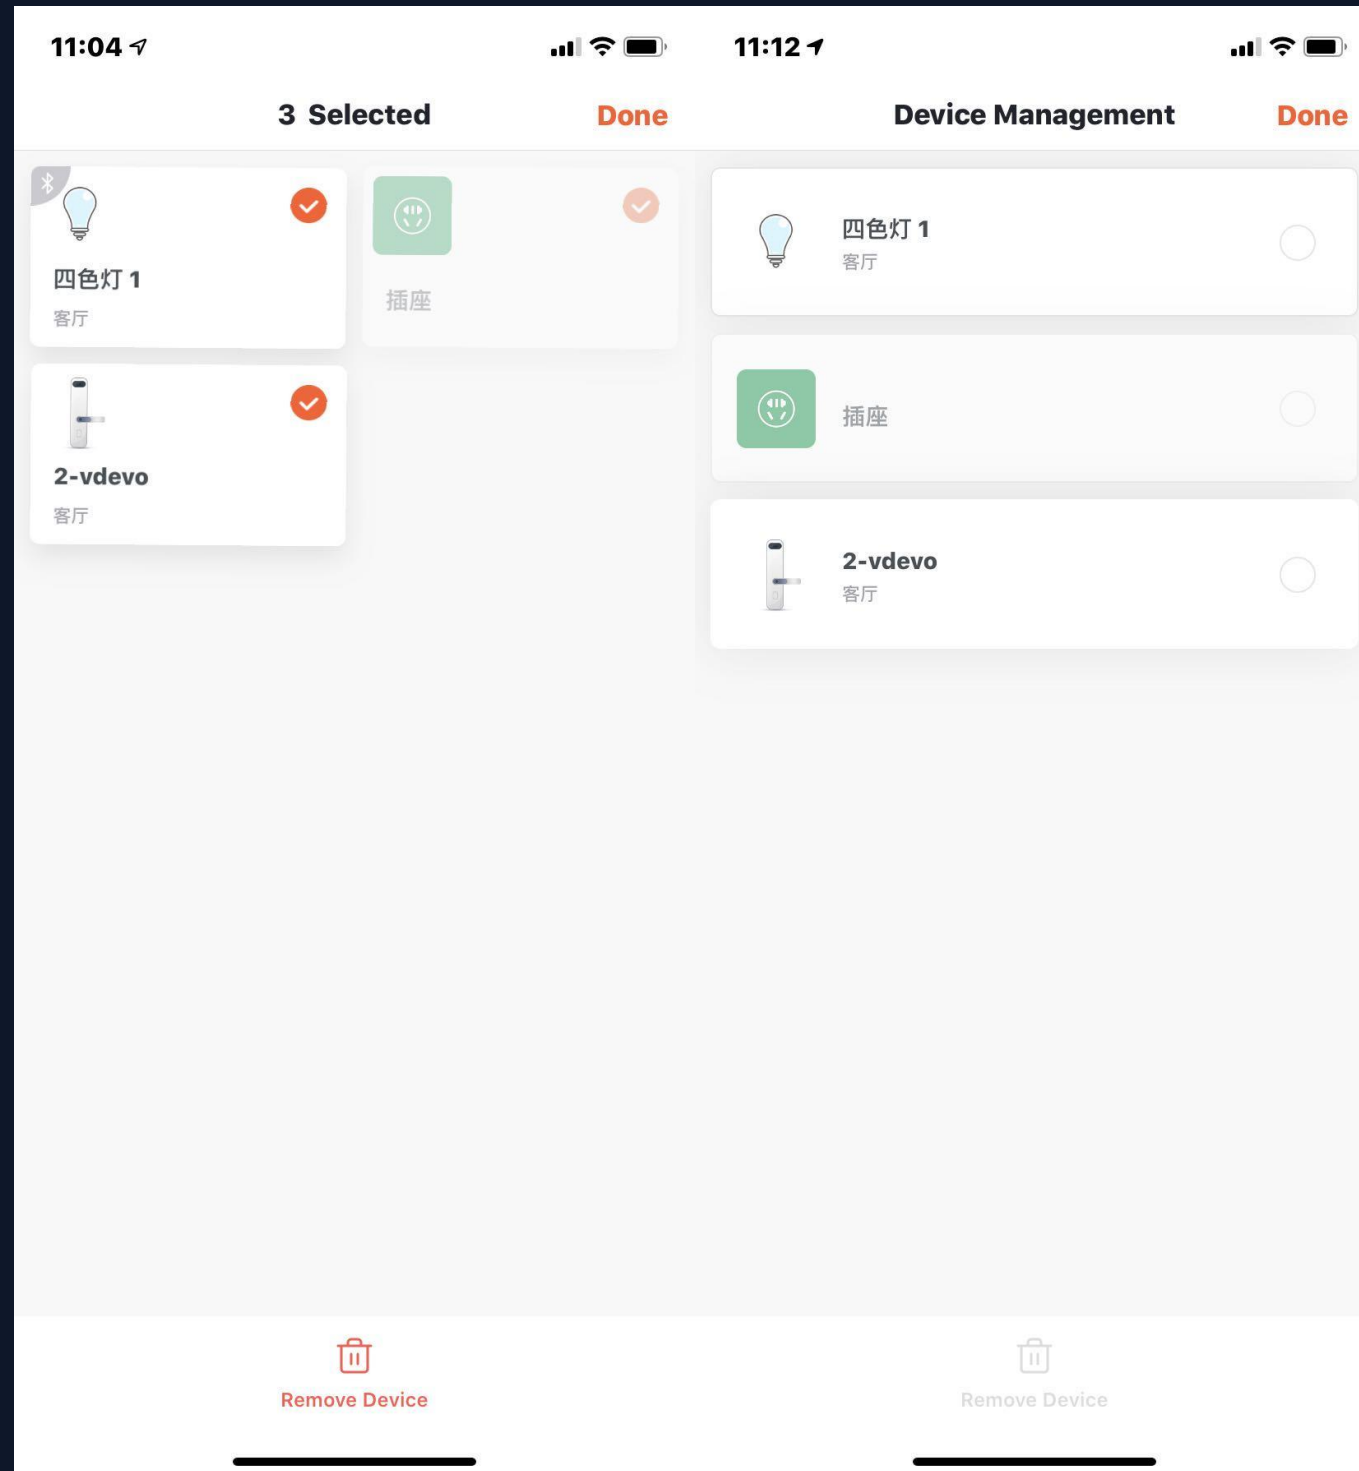 11:04
3 Selected
Done
四色灯 1
客厅
插座
2-vdevo
客厅
Remove Device
11:12
Device Management
Done
四色灯 1
客厅
插座
2-vdevo
客厅
Remove Device